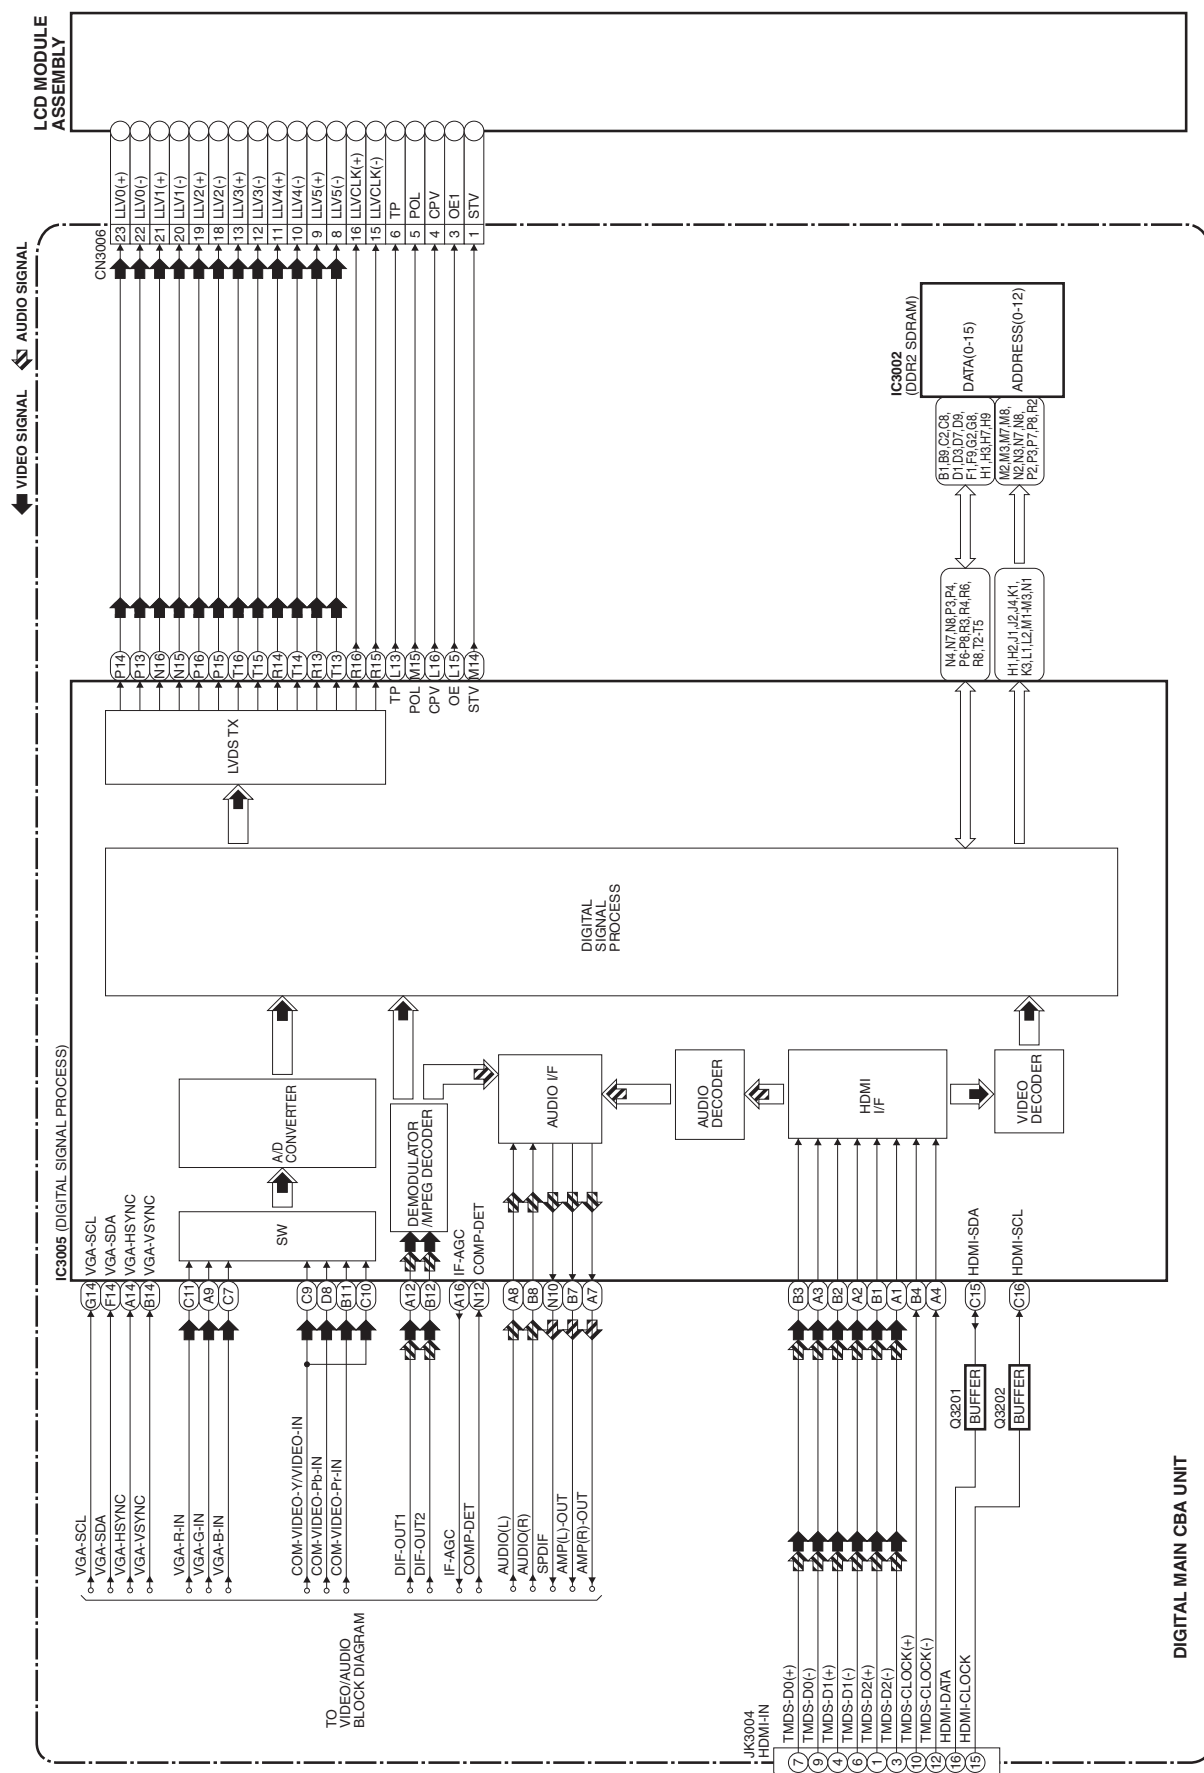 VIDEO SIGNAL
AUDIO SIGNAL
LCD MODULE
ASSEMBLY
CN3006
23 LLV0(+)
22 LLV0(-)
21 LLV1(+)
20 LLV1(-)
19 LLV2(+)
18 LLV2(-)
13 LLV3(+)
12 LLV3(-)
11 LLV4(+)
10 LLV4(-)
9 LLV5(+)
8 LLV5(-)
16 LLVCLK(+)
15 LLVCLK(-)
6 TP
5 POL
4 CPV
3 OE1
1 STV
P14
P13
N16
N15
P16
P15
T16
T15
R14
T14
R13
T13
R16
R15
TP L13
POL M15
CPV L16
OE L15
STV M14
IC3002
(DDR2 SDRAM)
DATA(0-15)
ADDRESS(0-12)
B1,B9,C2,C8,
D1,D3,D7,D9,
F1,F9,G2,G8,
H1,H3,H7,H9
M2,M3,M7,M8,
N2,N3,N7,N8,
P2,P3,P7,P8,R2
N4,N7,N8,P3,P4,
P6-P8,R3,R4,R6,
R8,T2-T5
H1,H2,J1,J2,J4,K1,
K3,L1,L2,M1-M3,N1
LVDS TX
DIGITAL
SIGNAL
PROCESS
IC3005 (DIGITAL SIGNAL PROCESS)
A/D
CONVERTER
SW
DEMODULATOR
/MPEG DECODER
AUDIO I/F
AUDIO
DECODER
HDMI
I/F
VIDEO
DECODER
G14 VGA-SCL
F14 VGA-SDA
A14 VGA-HSYNC
B14 VGA-VSYNC
C11
A9
C7
C9
D8
B11
C10
A12
B12
A16 IF-AGC
N12 COMP-DET
A8
B8
N10
B7
A7
B3
A3
B2
A2
B1
A1
B4
A4
C15 HDMI-SDA
C16 HDMI-SCL
Q3201
BUFFER
Q3202
BUFFER
VGA-SCL
VGA-SDA
VGA-HSYNC
VGA-VSYNC
VGA-R-IN
VGA-G-IN
VGA-B-IN
COM-VIDEO-Y/VIDEO-IN
COM-VIDEO-Pb-IN
COM-VIDEO-Pr-IN
DIF-OUT1
DIF-OUT2
IF-AGC
COMP-DET
AUDIO(L)
AUDIO(R)
SPDIF
AMP(L)-OUT
AMP(R)-OUT
TO
VIDEO/AUDIO
BLOCK DIAGRAM
JK3004
HDMI-IN
7 TMDS-D0(+)
9 TMDS-D0(-)
4 TMDS-D1(+)
6 TMDS-D1(-)
1 TMDS-D2(+)
3 TMDS-D2(-)
10 TMDS-CLOCK(+)
12 TMDS-CLOCK(-)
16 HDMI-DATA
15 HDMI-CLOCK
DIGITAL MAIN CBA UNIT